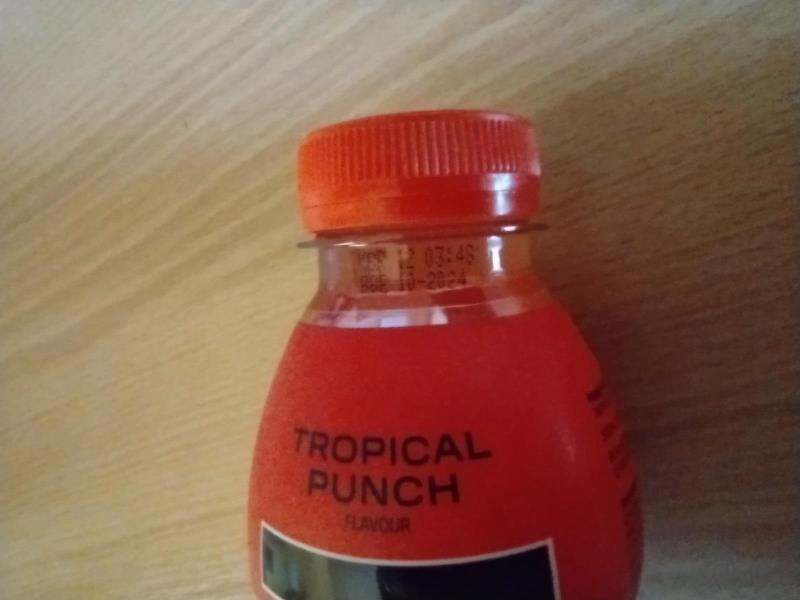 12 03:48
BBE 10-2024
TROPICAL
PUNCH
FLAVOUR